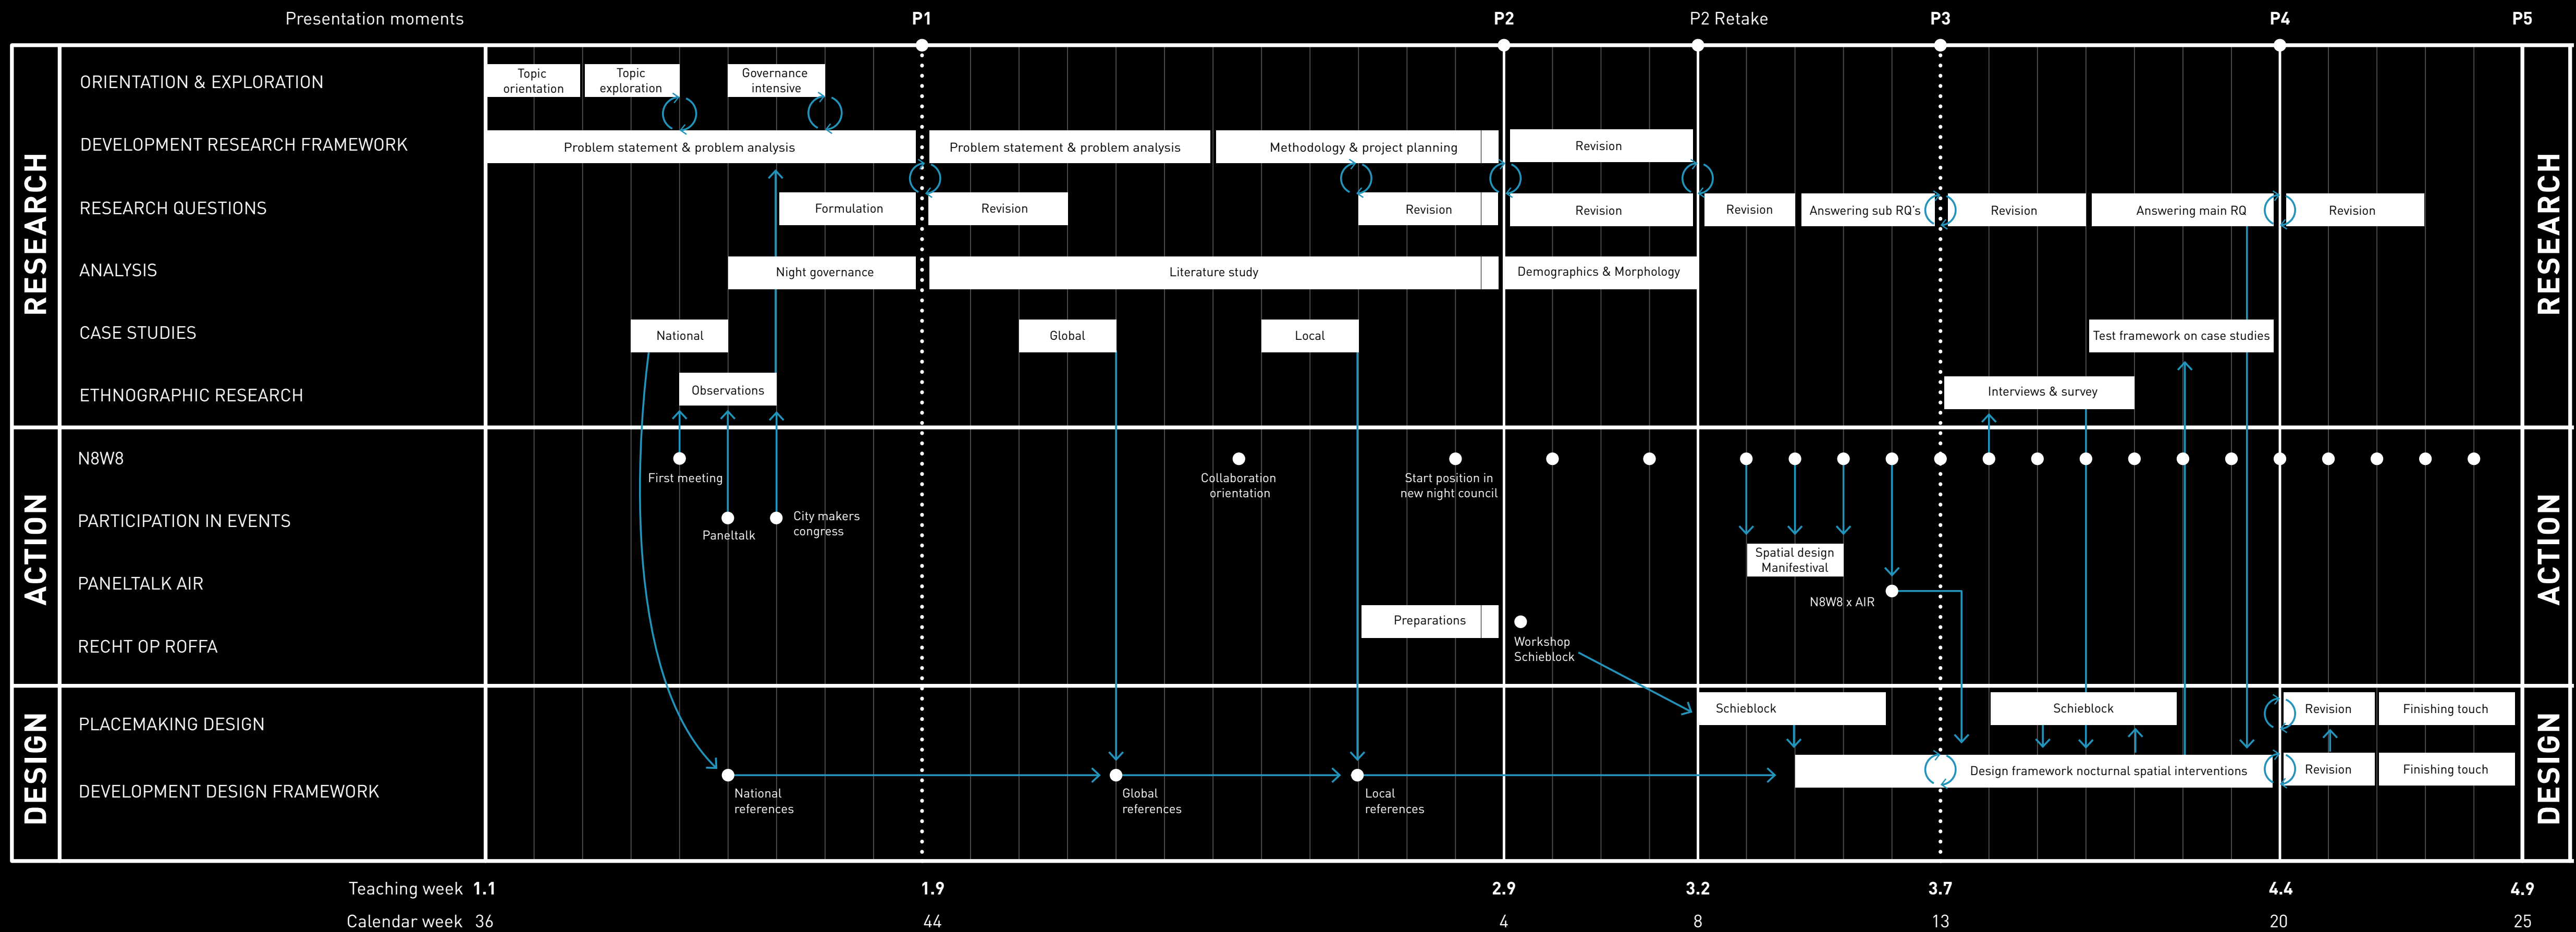 Presentation moments P1 P2 P2 Retake P3 P4 P5
RESEARCH
ORIENTATION & EXPLORATION
Topic
orientation
Topic
exploration
Governance
intensive
DEVELOPMENT RESEARCH FRAMEWORK
Problem statement & problem analysis
Problem statement & problem analysis
Methodology & project planning
Revision
RESEARCH QUESTIONS
Formulation
Revision
Revision
Revision
Revision
Answering sub RQ's
Revision
Answering main RQ
Revision
ANALYSIS
Night governance
Literature study
Demographics & Morphology
CASE STUDIES
National
Global
Local
Test framework on case studies
ETHNOGRAPHIC RESEARCH
Observations
Interviews & survey
RESEARCH
ACTION
N8W8
First meeting
Collaboration
orientation
Start position in
new night council
PARTICIPATION IN EVENTS
Paneltalk
City makers
congress
Spatial design
Manifestival
PANELTALK AIR
N8W8 x AIR
RECHT OP ROFFA
Preparations
Workshop
Schieblock
ACTION
DESIGN
PLACEMAKING DESIGN
Schieblock
Schieblock
Revision
Finishing touch
DEVELOPMENT DESIGN FRAMEWORK
National
references
Global
references
Local
references
Design framework nocturnal spatial interventions
Revision
Finishing touch
DESIGN
Teaching week 1.1 1.9 2.9 3.2 3.7 4.4 4.9
Calendar week 36 44 4 8 13 20 25